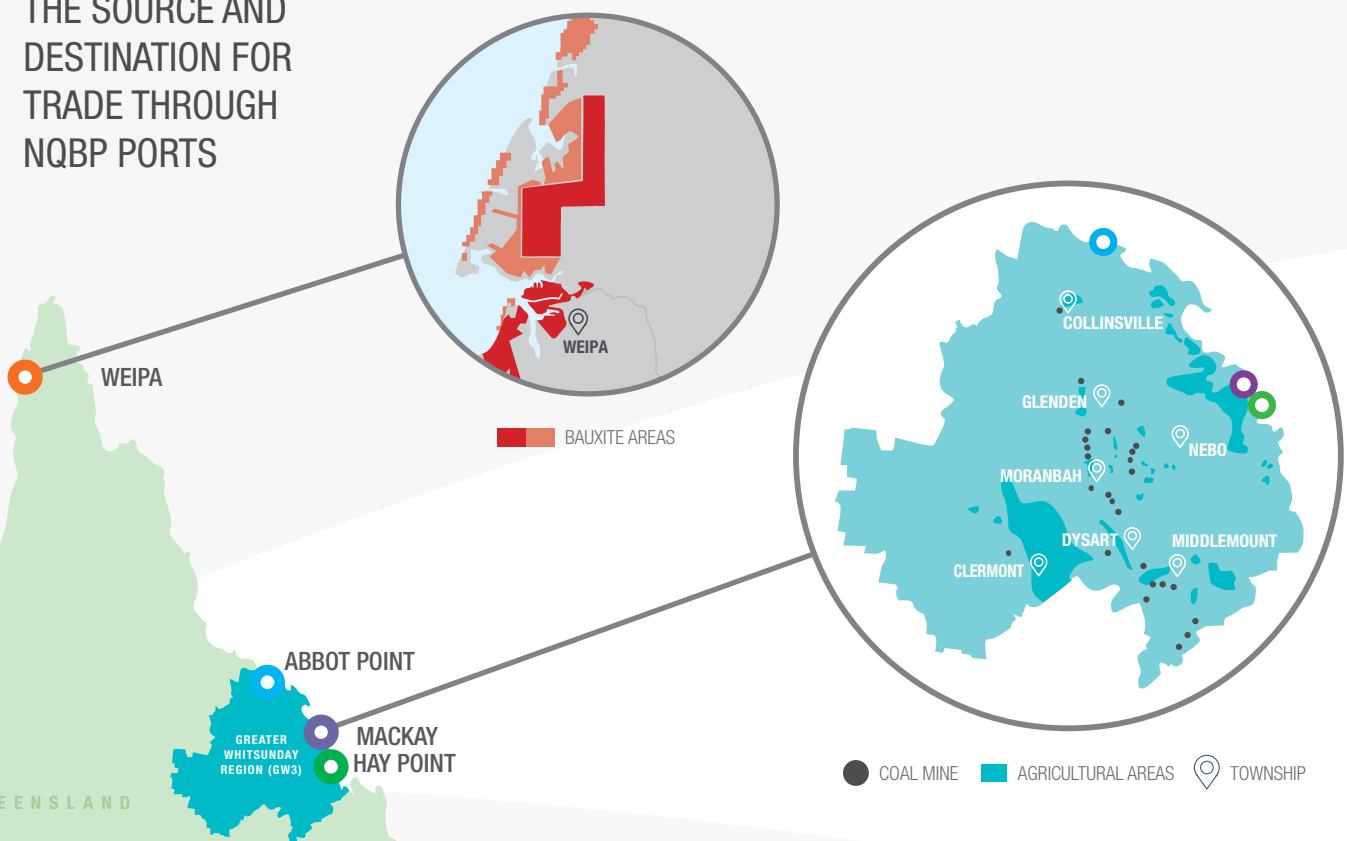 THE SOURCE AND
DESTINATION FOR
TRADE THROUGH
NQBP PORTS
WEIPA
WEIPA
BAUXITE AREAS
COLLINSVILLE
GLENDEN
NEBO
MORANBAH
DYSART
MIDDLEMOUNT
CLERMONT
ABBOT POINT
GREATER
WHITSUNDAY
REGION (GW3)
MACKAY
HAY POINT
EENSLAND
COAL MINE
AGRICULTURAL AREAS
TOWNSHIP